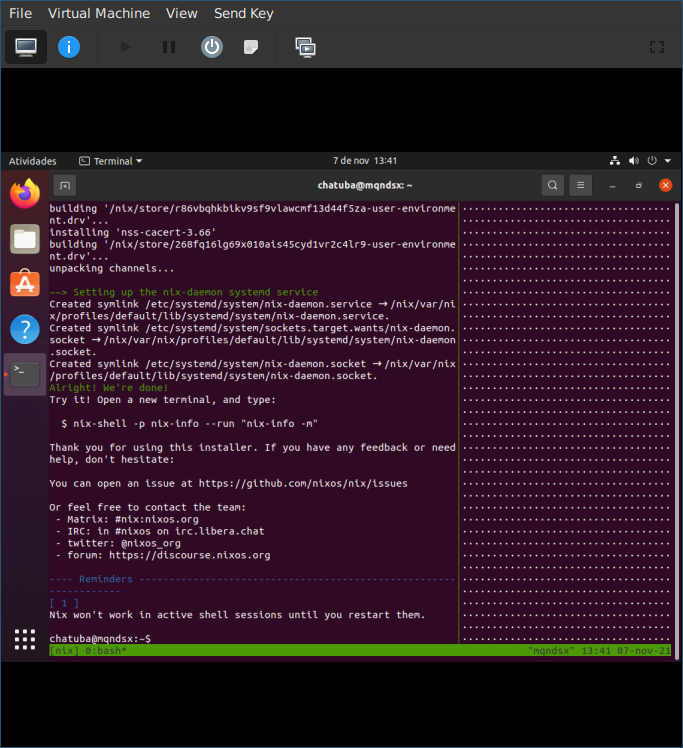 File Virtual Machine View Send Key
Atividades Terminal 7 de nov 13:41
chatuba@mqndsx: ~
building '/nix/store/r86vbqhkbikv9sf9vlawcmf13d44f5za-user-environme
nt.drv'...
installing 'nss-cacert-3.66'
building '/nix/store/268fq16lg69x010ais45cyd1vr2c4lr9-user-environme
nt.drv'...
unpacking channels...
~~> Setting up the nix-daemon systemd service
Created symlink /etc/systemd/system/nix-daemon.service → /nix/var/ni
x/profiles/default/lib/systemd/system/nix-daemon.service.
Created symlink /etc/systemd/system/sockets.target.wants/nix-daemon.
socket → /nix/var/nix/profiles/default/lib/systemd/system/nix-daemon
.socket.
Created symlink /etc/systemd/system/nix-daemon.socket → /nix/var/nix
/profiles/default/lib/systemd/system/nix-daemon.socket.
Alright! We're done!
Try it! Open a new terminal, and type:
$ nix-shell -p nix-info --run "nix-info -m"
Thank you for using this installer. If you have any feedback or need
help, don't hesitate:
You can open an issue at https://github.com/nixos/nix/issues
Or feel free to contact the team:
- Matrix: #nix:nixos.org
- IRC: in #nixos on irc.libera.chat
- twitter: @nixos_org
- forum: https://discourse.nixos.org
---- Reminders -----------------------------------------------------
------------
[ 1 ]
Nix won't work in active shell sessions until you restart them.
chatuba@mqndsx:~$
[nix] 0:bash* "mqndsx" 13:41 07-nov-21